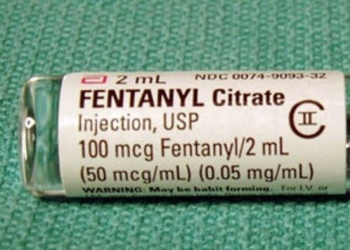 2 mL NDC 0074-9093-32
FENTANYL Citrate
Injection, USP
CII
100 mcg Fentanyl/2 mL
(50 mcg/mL) (0.05 mg/mL)
WARNING: May be habit forming. For I.V. or